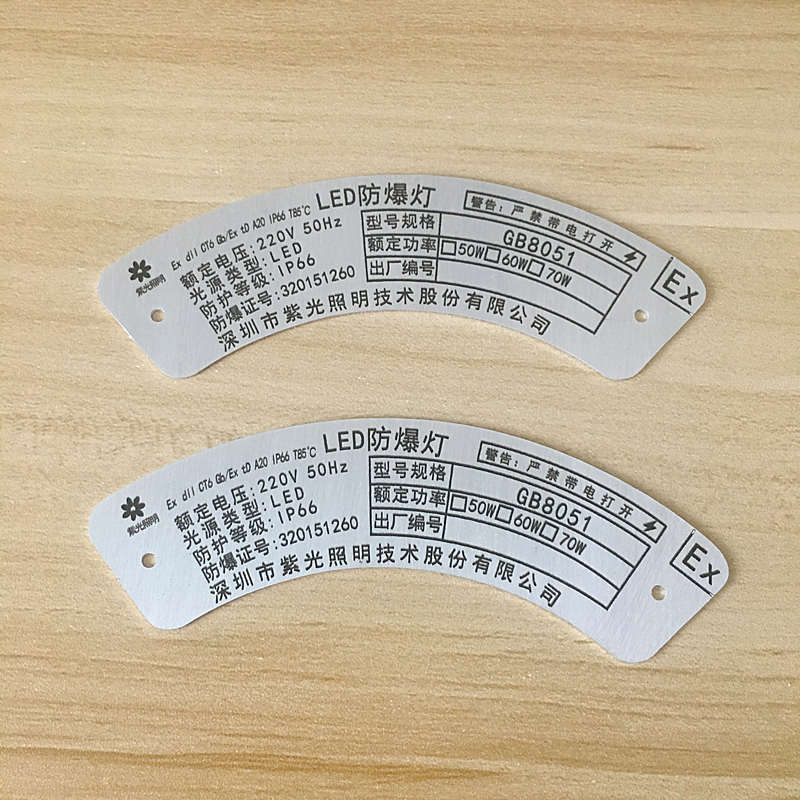 LED防爆灯
Ex dII CT6 Gb/Ex tD A20 IP66 T85℃
额定电压:220V 50Hz
光源类型:LED
防护等级:IP66
防爆证号:320151260
深圳市紫光照明技术股份有限公司
紫光照明
警告:严禁带电打开
型号规格 GB8051
额定功率 □50W□60W□70W
出厂编号
Ex
LED防爆灯
Ex dII CT6 Gb/Ex tD A20 IP66 T85℃
额定电压:220V 50Hz
光源类型:LED
防护等级:IP66
防爆证号:320151260
深圳市紫光照明技术股份有限公司
紫光照明
警告:严禁带电打开
型号规格 GB8051
额定功率 □50W□60W□70W
出厂编号
Ex